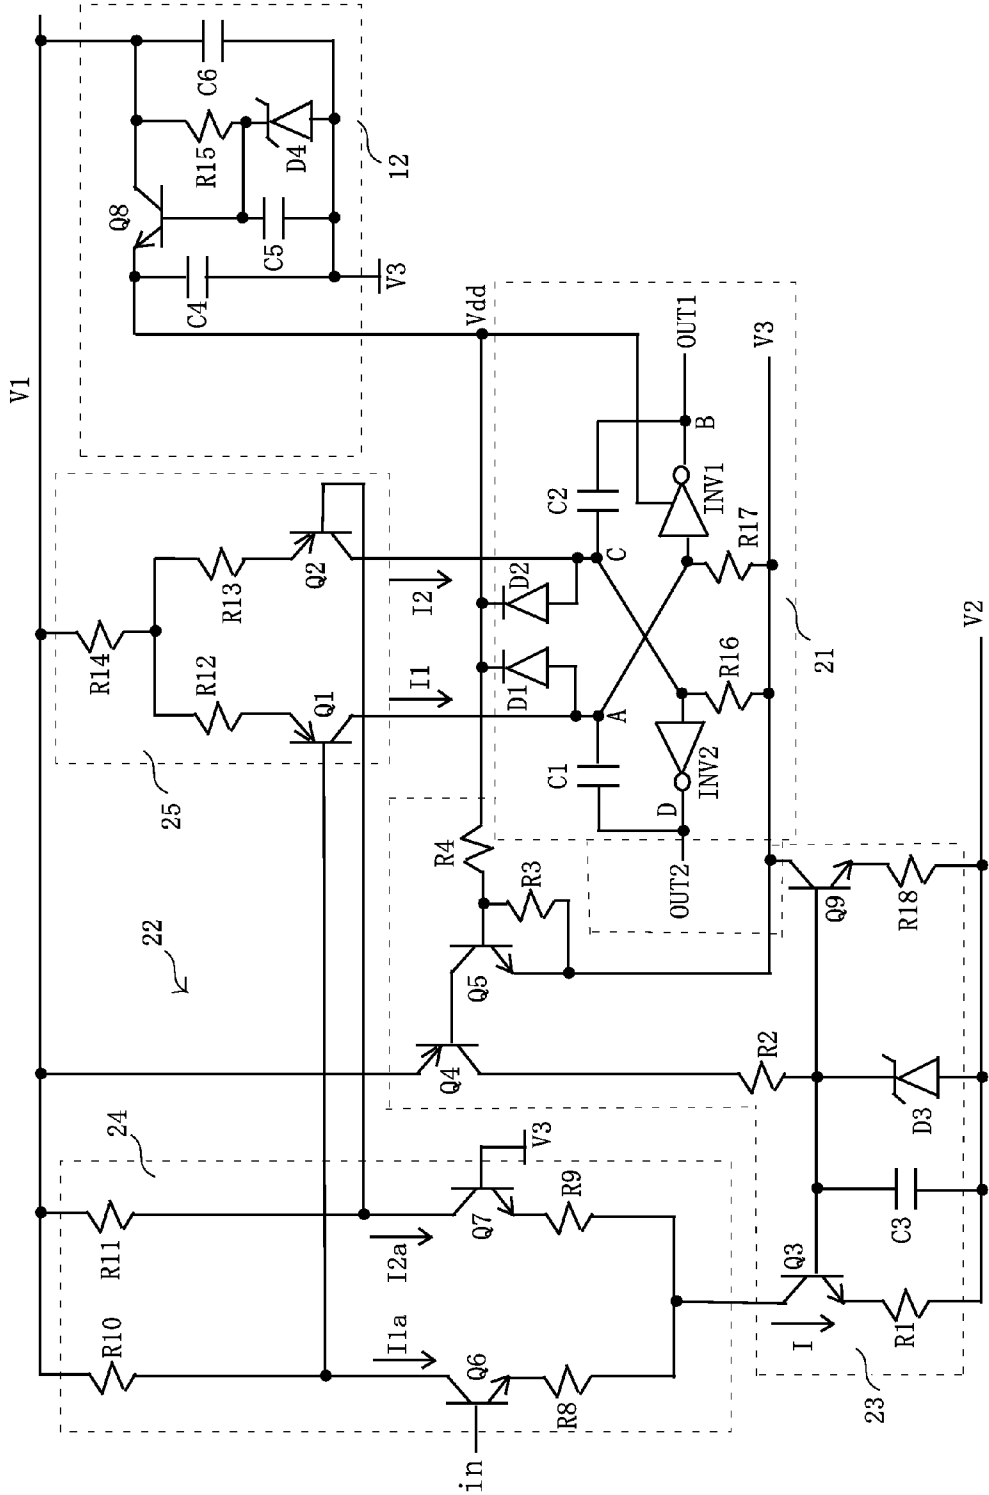 V1
C6
R15
D4
12
Q8
C5
C4
V3
Vdd
OUT1
V3
B
C2
INV1
R17
C
D2
I2
Q2
R13
R14
R12
Q1
I1
D1
A
R16
21
V2
C1
D
INV2
25
R4
R3
OUT2
Q9
R18
22
Q5
Q4
R2
D3
24
V3
R11
I2a
Q7
R9
C3
Q3
R10
I1a
Q6
R8
I
R1
23
in